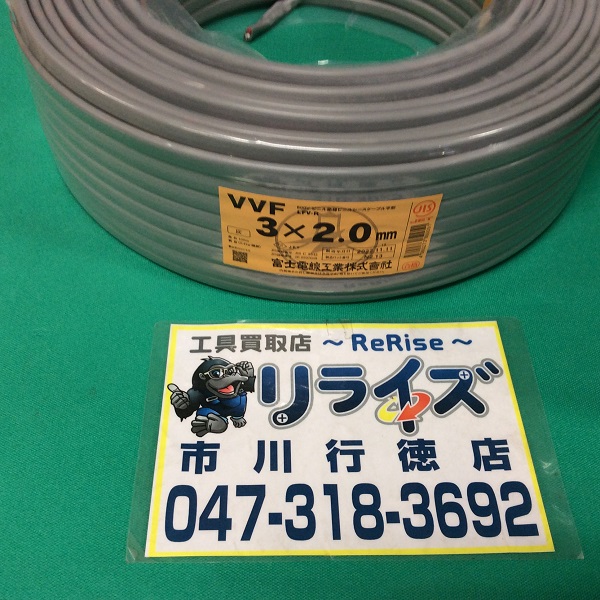 VVF
3×2.0mm
JIS
富士電線工業株式会社
工具買取店 ～ReRise～
リライズ
市川行徳店
047-318-3692